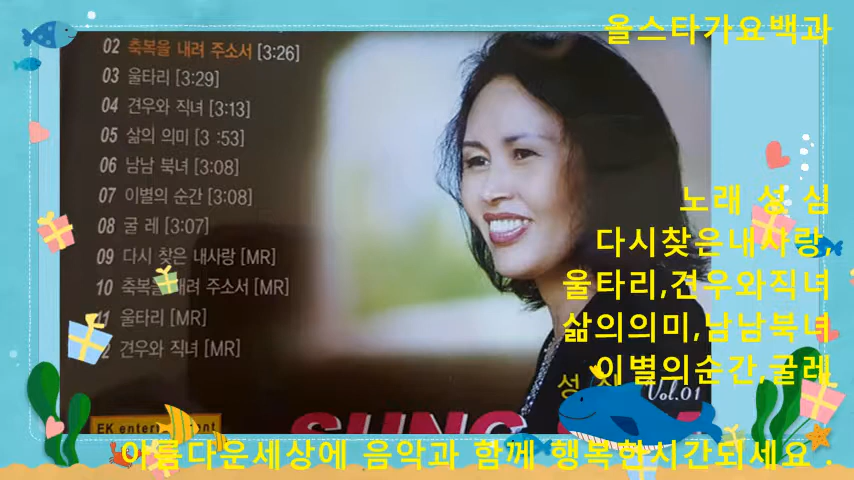 올스타가요백과
02 축복을 내려 주소서 [3:26]
03 울타리 [3:29]
04 견우와 직녀 [3:13]
05 삶의 의미 [3 :53]
06 남남 북녀 [3:08]
07 이별의 순간 [3:08]
08 굴 레 [3:07]
09 다시 찾은 내사랑 [MR]
10 축복을 내려 주소서 [MR]
11 울타리 [MR]
2 견우와 직녀 [MR]
노래 성 심
다시찾은내사랑,
울타리,견우와직녀
삶의의미,남남북녀
이별의순간,굴레
성 Vol.01
EK entertainment
SUNG
아름다운세상에 음악과 함께 행복한시간되세요 .